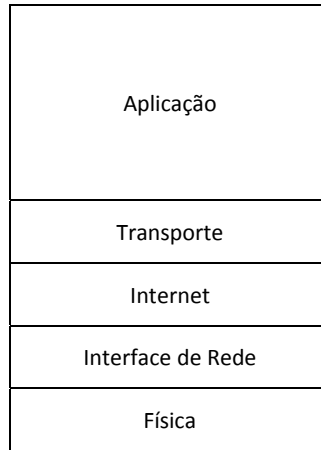 Aplicação
Transporte
Internet
Interface de Rede
Física